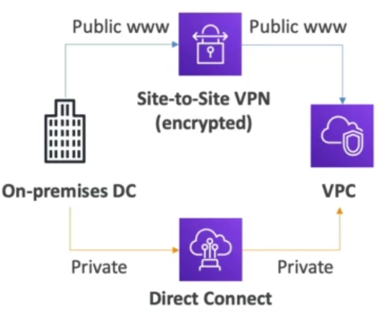 Public www
Public www
Site-to-Site VPN
(encrypted)
On-premises DC
VPC
Private
Private
Direct Connect